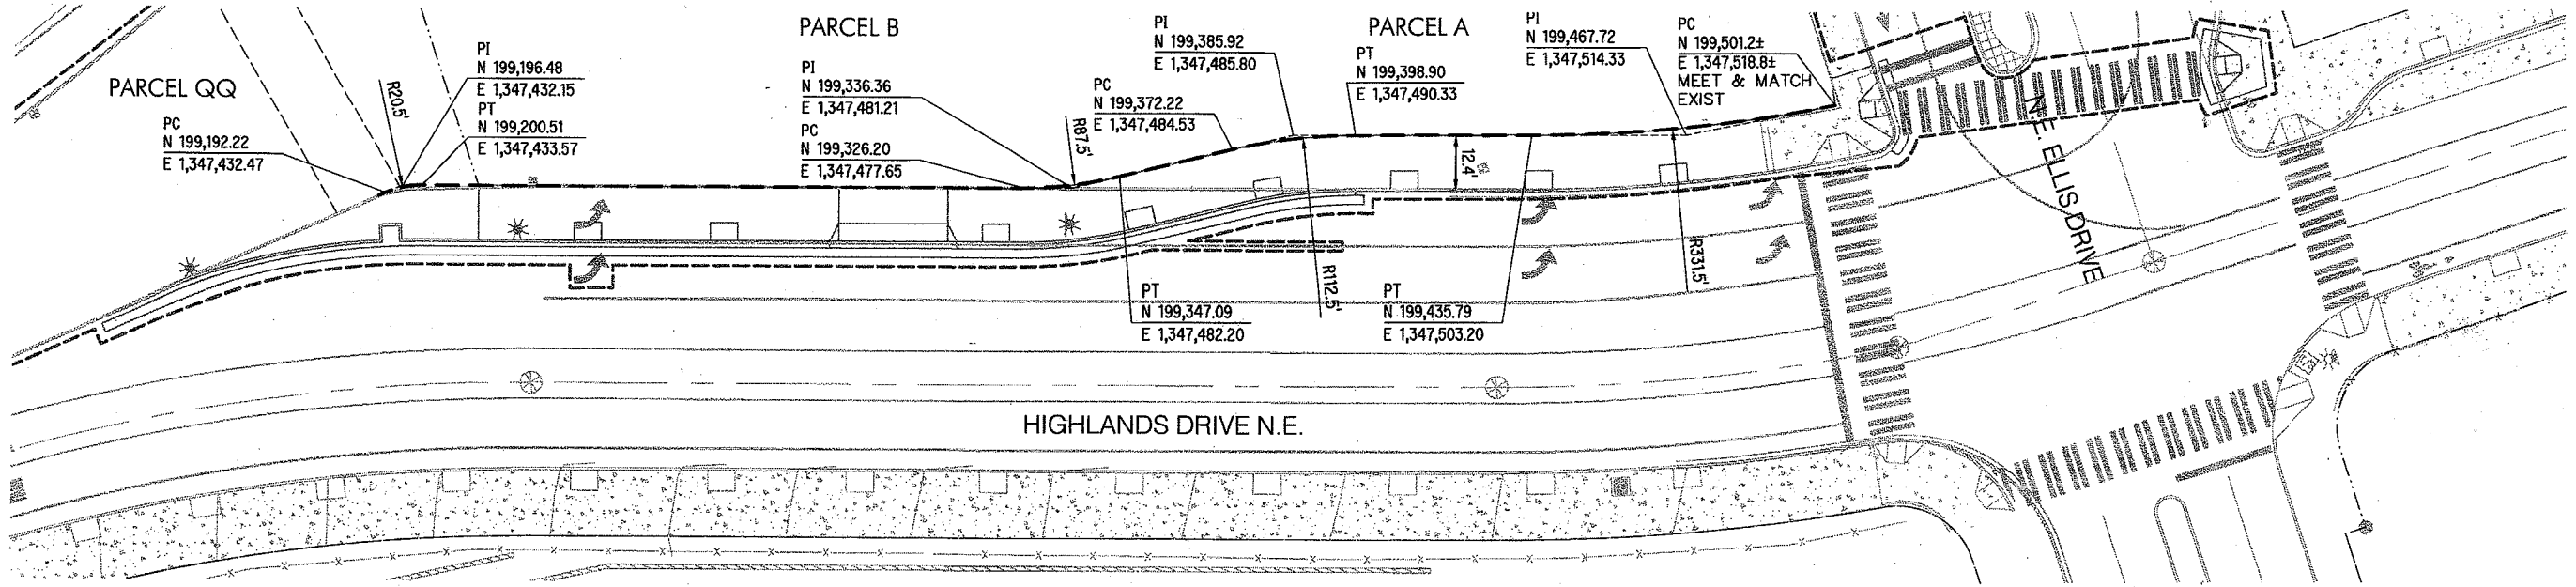 PARCEL QQ
PC
N 199,192.22
E 1,347,432.47
R20.5'
PI
N 199,196.48
E 1,347,432.15
PT
N 199,200.51
E 1,347,433.57
PARCEL B
PI
N 199,336.36
E 1,347,481.21
PC
N 199,326.20
E 1,347,477.65
R87.5'
PC
N 199,372.22
E 1,347,484.53
PI
N 199,385.92
E 1,347,485.80
PARCEL A
PT
N 199,398.90
E 1,347,490.33
PI
N 199,467.72
E 1,347,514.33
PC
N 199,501.2±
E 1,347,518.8±
MEET & MATCH
EXIST
12.4'
PT
N 199,347.09
E 1,347,482.20
R112.5'
PT
N 199,435.79
E 1,347,503.20
R331.5'
N.E. ELLIS DRIVE
HIGHLANDS DRIVE N.E.